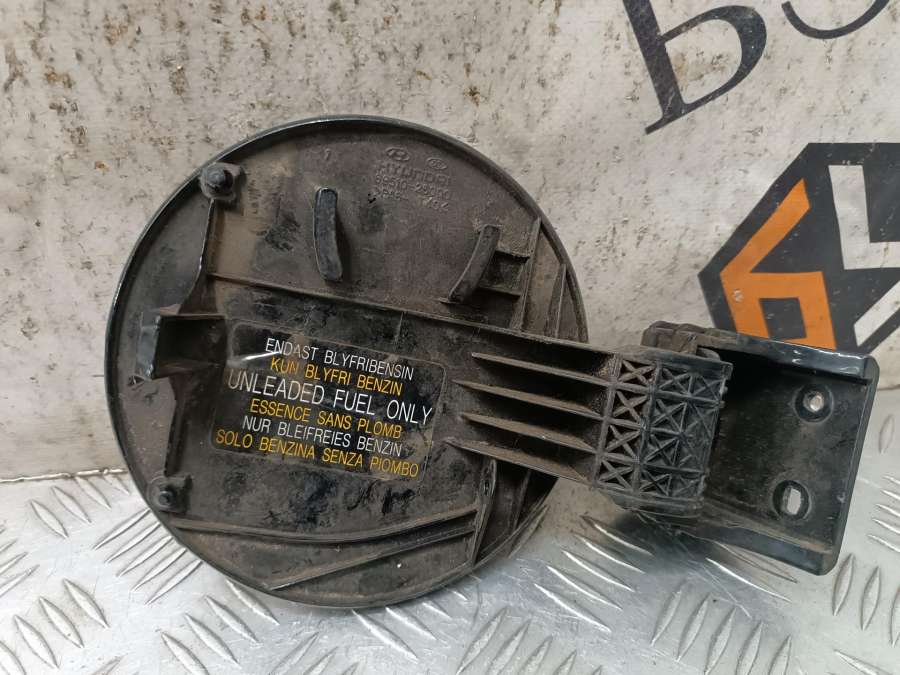 HYUNDAI
ENDAST BLYFRIBENSIN
KUN BLYFRI BENZIN
UNLEADED FUEL ONLY
ESSENCE SANS PLOMB
NUR BLEIFREIES BENZIN
SOLO BENZINA SENZA PIOMBO